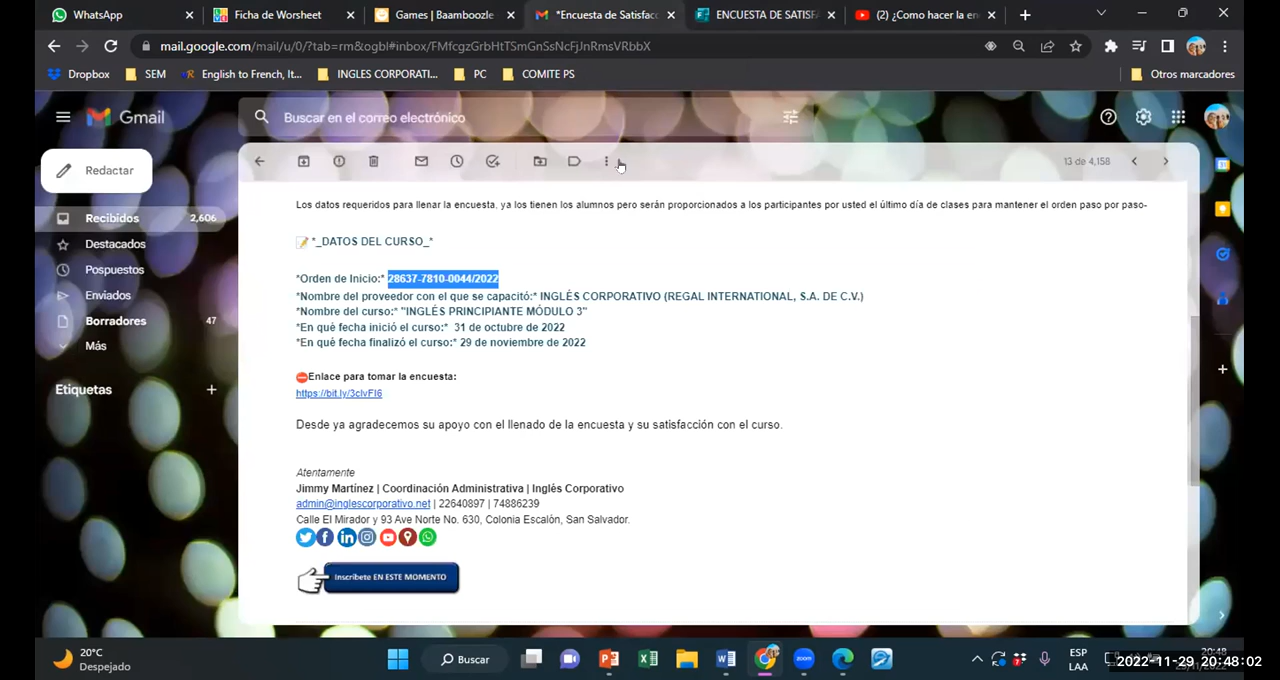 WhatsApp
Ficha de Worsheet
Games | Baamboozle
*Encuesta de Satisfacc
ENCUESTA DE SATISF
(2) ¿Como hacer la en
mail.google.com/mail/u/0/?tab=rm&ogbl#inbox/FMfcgzGrbHtTSmGnSsNcFjJnRmsVRbbX
Dropbox
SEM
English to French, It...
INGLES CORPORATI...
PC
COMITE PS
Otros marcadores
Gmail
Buscar en el correo electrónico
Redactar
13 de 4,158
Recibidos 2,606
Destacados
Pospuestos
Enviados
Borradores 47
Más
Etiquetas
Los datos requeridos para llenar la encuesta, ya los tienen los alumnos pero serán proporcionados a los participantes por usted el último día de clases para mantener el orden paso por paso-
*_DATOS DEL CURSO_*
*Orden de Inicio:* 28637-7810-0044/2022
*Nombre del proveedor con el que se capacitó:* INGLÉS CORPORATIVO (REGAL INTERNATIONAL, S.A. DE C.V.)
*Nombre del curso:* "INGLÉS PRINCIPIANTE MÓDULO 3"
*En qué fecha inició el curso:* 31 de octubre de 2022
*En qué fecha finalizó el curso:* 29 de noviembre de 2022
Enlace para tomar la encuesta:
https://bit.ly/3clvFI6
Desde ya agradecemos su apoyo con el llenado de la encuesta y su satisfacción con el curso.
Atentamente
Jimmy Martínez | Coordinación Administrativa | Inglés Corporativo
admin@inglescorporativo.net | 22640897 | 74886239
Calle El Mirador y 93 Ave Norte No. 630, Colonia Escalón, San Salvador.
Inscríbete EN ESTE MOMENTO
20°C
Despejado
Buscar
zoom
ESP
LAA
2022-11-29 20:48:02